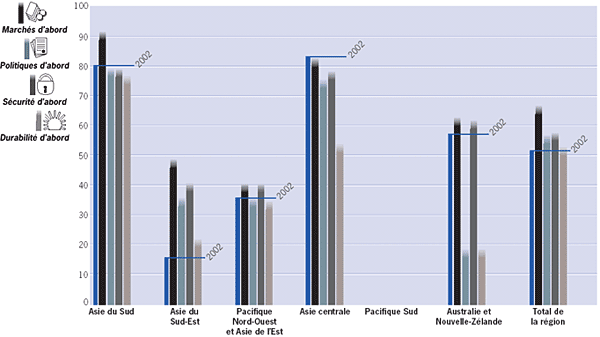 Marchés d'abord
Politiques d'abord
Sécurité d'abord
Durabilité d'abord
100
90
80
70
60
50
40
30
20
10
0
2002
2002
2002
2002
2002
2002
Asie du Sud
Asie du
Sud-Est
Pacifique
Nord-Ouest
et Asie de l'Est
Asie centrale
Pacifique Sud
Australie et
Nouvelle-Zélande
Total de
la région